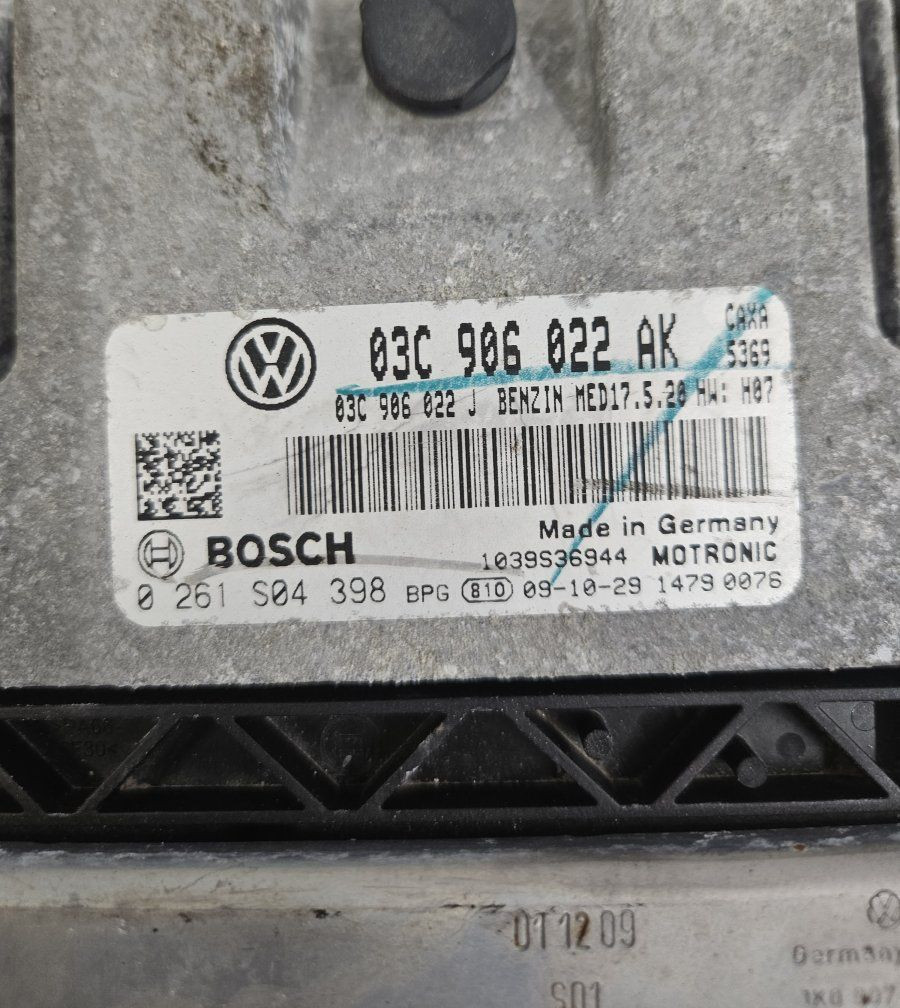 03C 906 022 AK
CAXA
5369
03C 906 022 J BENZIN MED17.5.20 HW: H07
Made in Germany
BOSCH
1039S36944 MOTRONIC
0 261 S04 398 BPG 810 09-10-29 1479 0076
01 12 09
Germany
S01